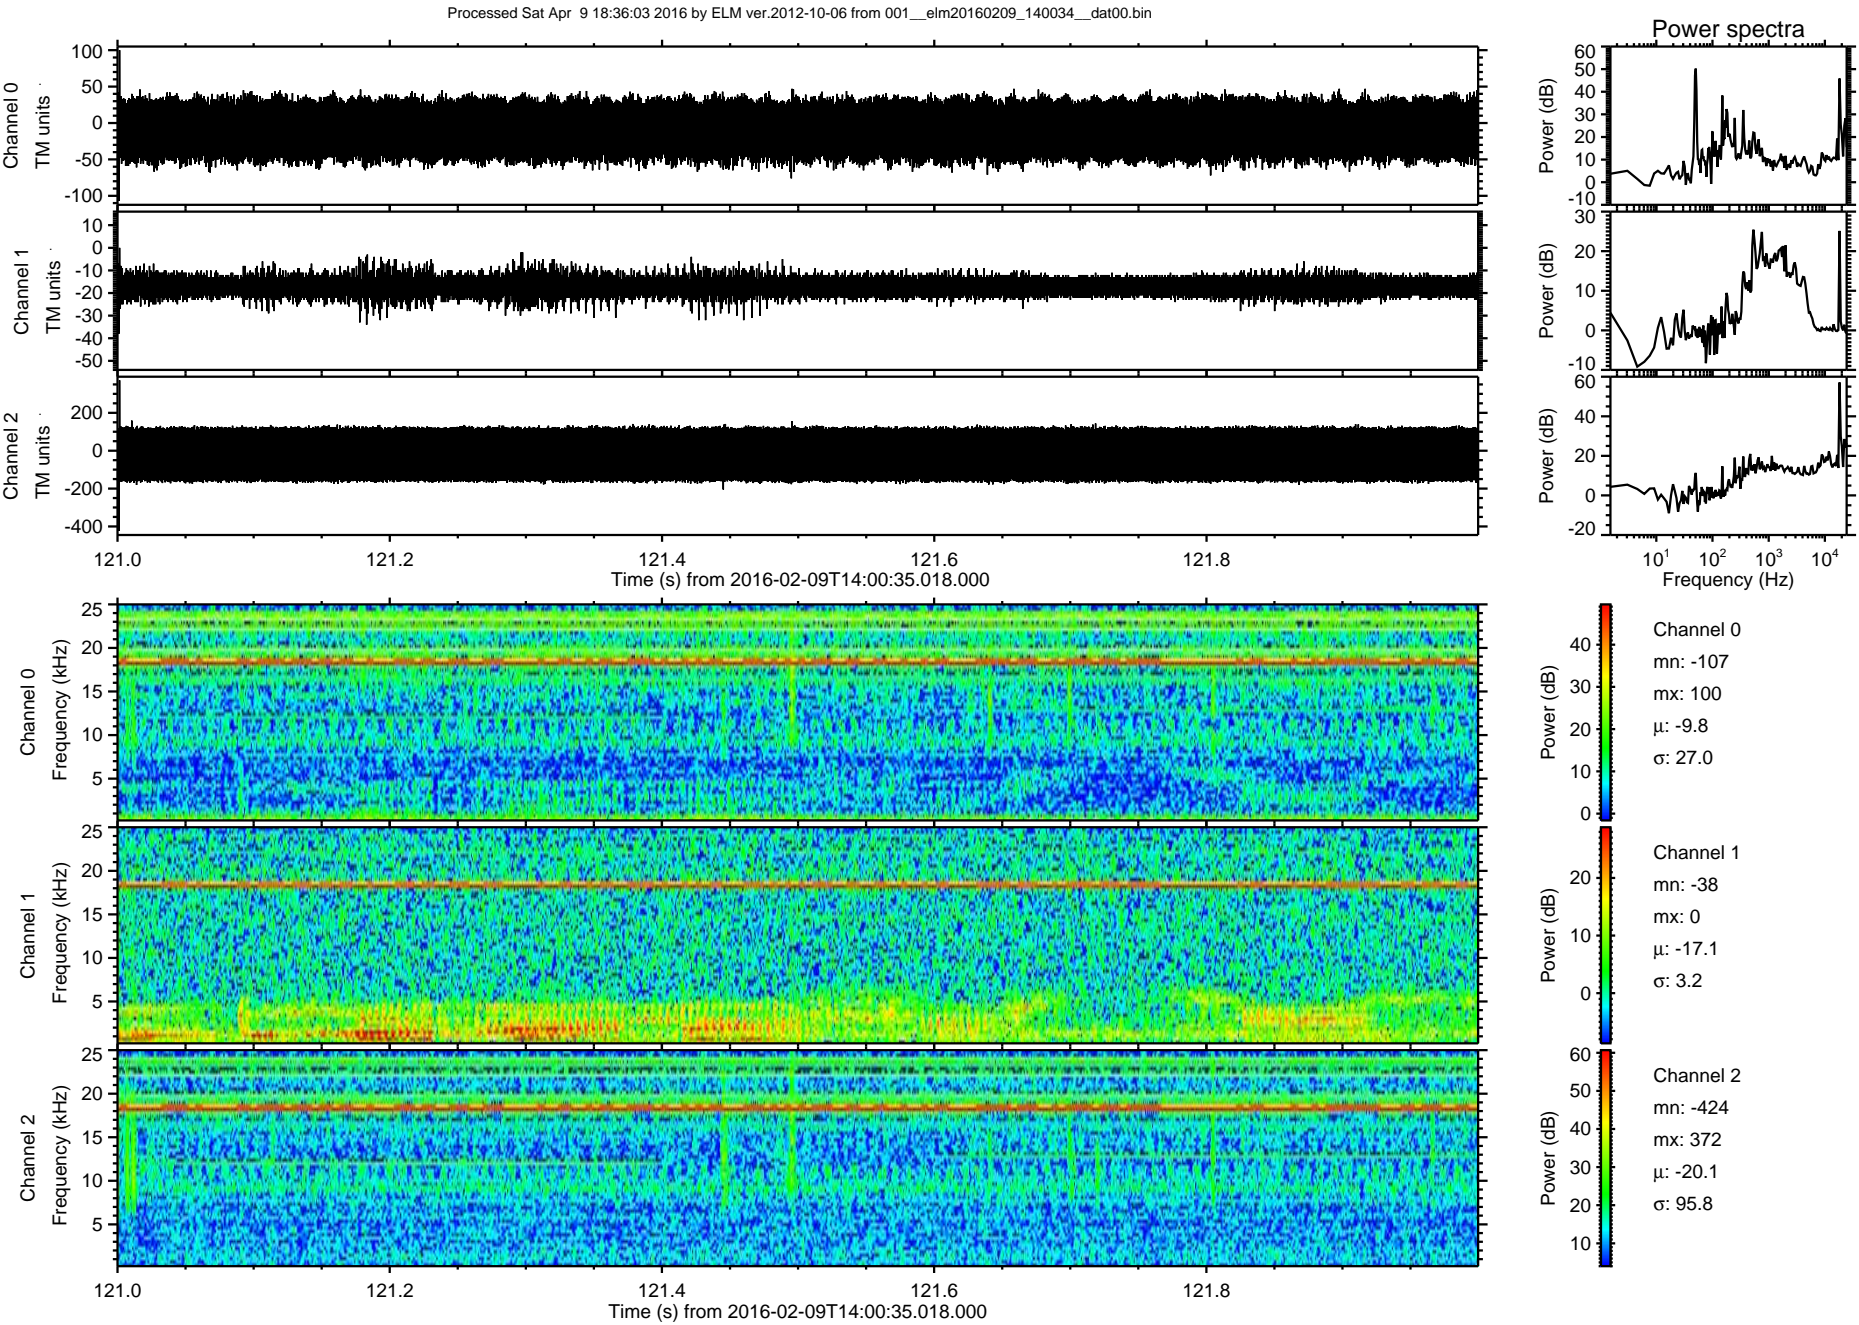 Processed Sat Apr 9 18:36:03 2016 by ELM ver.2012-10-06 from 001__elm20160209_140034__dat00.bin
Power spectra
Channel 0
TM units
100
50
0
-50
-100
Power (dB)
60
50
40
30
20
10
0
-10
Channel 1
TM units
10
0
-10
-20
-30
-40
-50
Power (dB)
30
20
10
0
-10
Channel 2
TM units
200
0
-200
-400
Power (dB)
60
40
20
0
-20
121.0 121.2 121.4 121.6 121.8
Time (s) from 2016-02-09T14:00:35.018.000
10¹ 10² 10³ 10⁴
Frequency (Hz)
Channel 0
Frequency (kHz)
25
20
15
10
5
Power (dB)
40
30
20
10
0
Channel 0
mn: -107
mx: 100
μ: -9.8
σ: 27.0
Channel 1
Frequency (kHz)
25
20
15
10
5
Power (dB)
20
10
0
Channel 1
mn: -38
mx: 0
μ: -17.1
σ: 3.2
Channel 2
Frequency (kHz)
25
20
15
10
5
Power (dB)
60
50
40
30
20
10
Channel 2
mn: -424
mx: 372
μ: -20.1
σ: 95.8
121.0 121.2 121.4 121.6 121.8
Time (s) from 2016-02-09T14:00:35.018.000